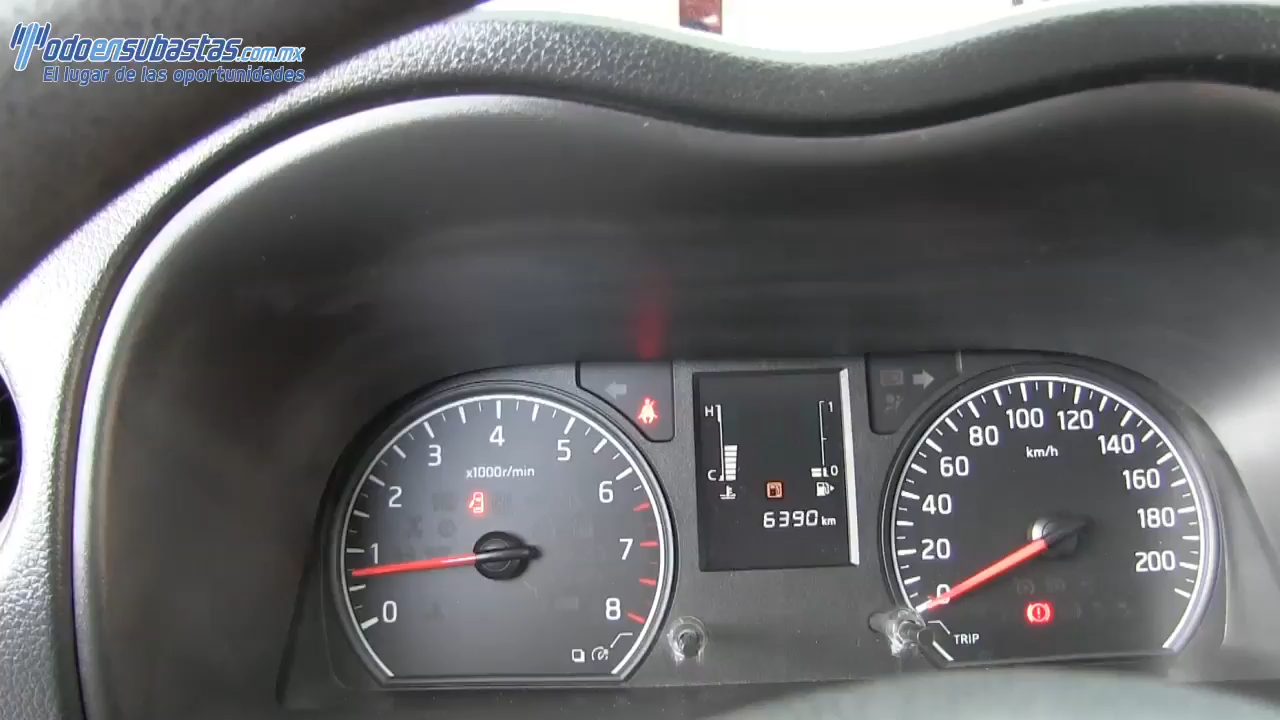 Todoensubastas.com.mx
El lugar de las oportunidades
0
1
2
3
4
5
6
7
8
x1000r/min
H
C
1
0
6390 km
0
20
40
60
80
100
120
140
160
180
200
km/h
TRIP